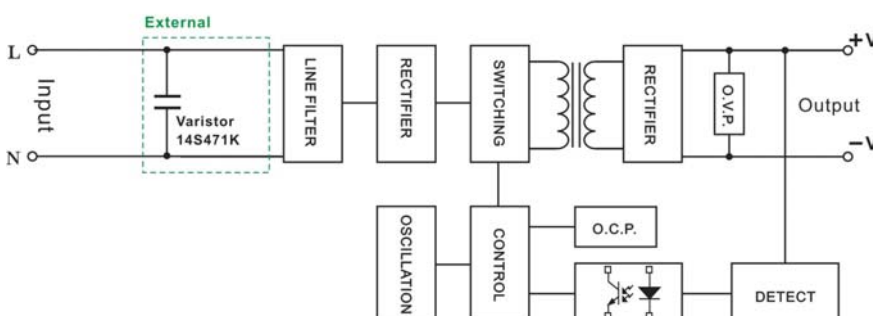 External
L
+V
Input
Varistor
14S471K
LINE FILTER
RECTIFIER
SWITCHING
RECTIFIER
O.V.P.
Output
N
−V
OSCILLATION
CONTROL
O.C.P.
DETECT